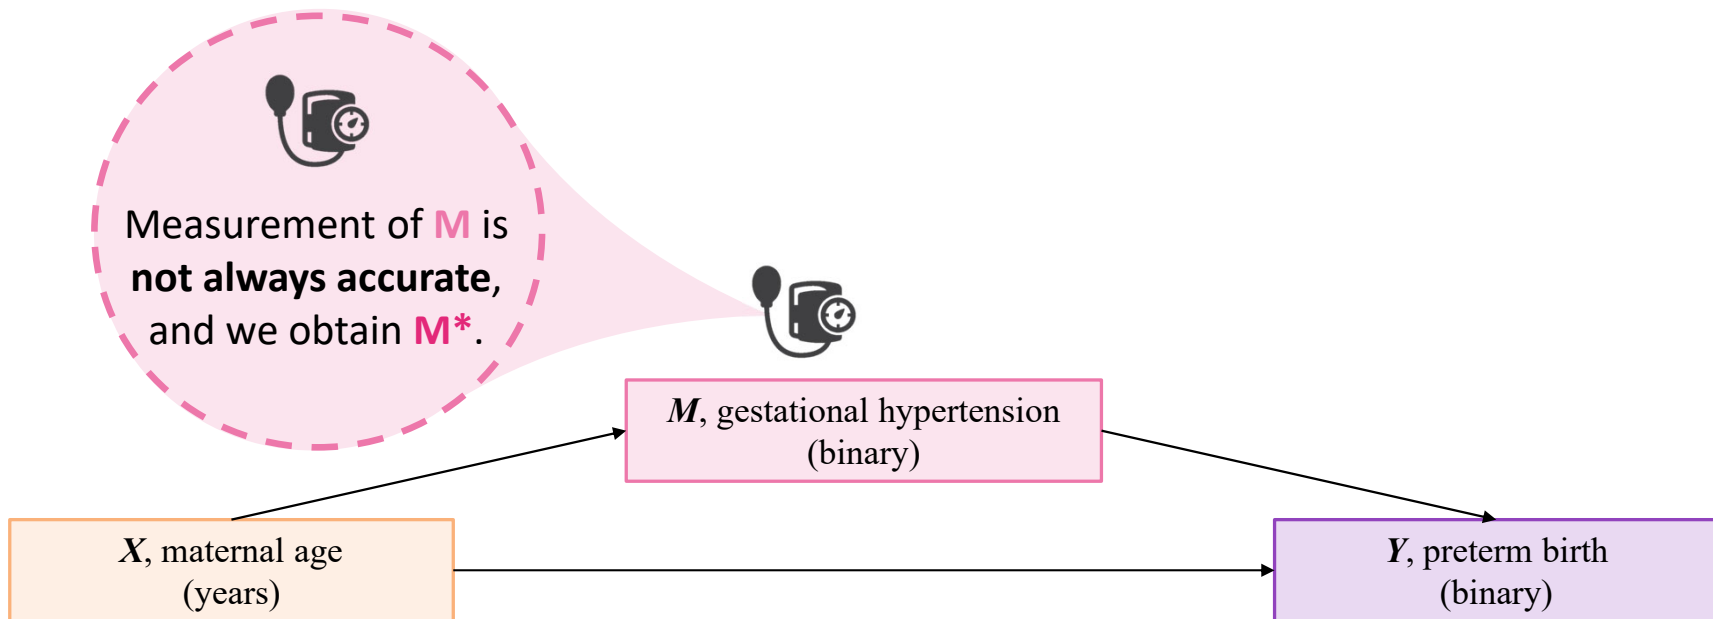 Measurement of M is
not always accurate,
and we obtain M*.
M, gestational hypertension
(binary)
X, maternal age
(years)
Y, preterm birth
(binary)